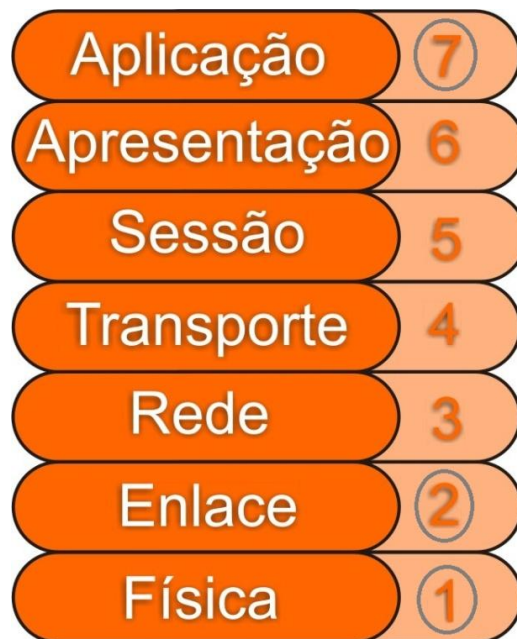 Aplicação 7
Apresentação 6
Sessão 5
Transporte 4
Rede 3
Enlace 2
Física 1